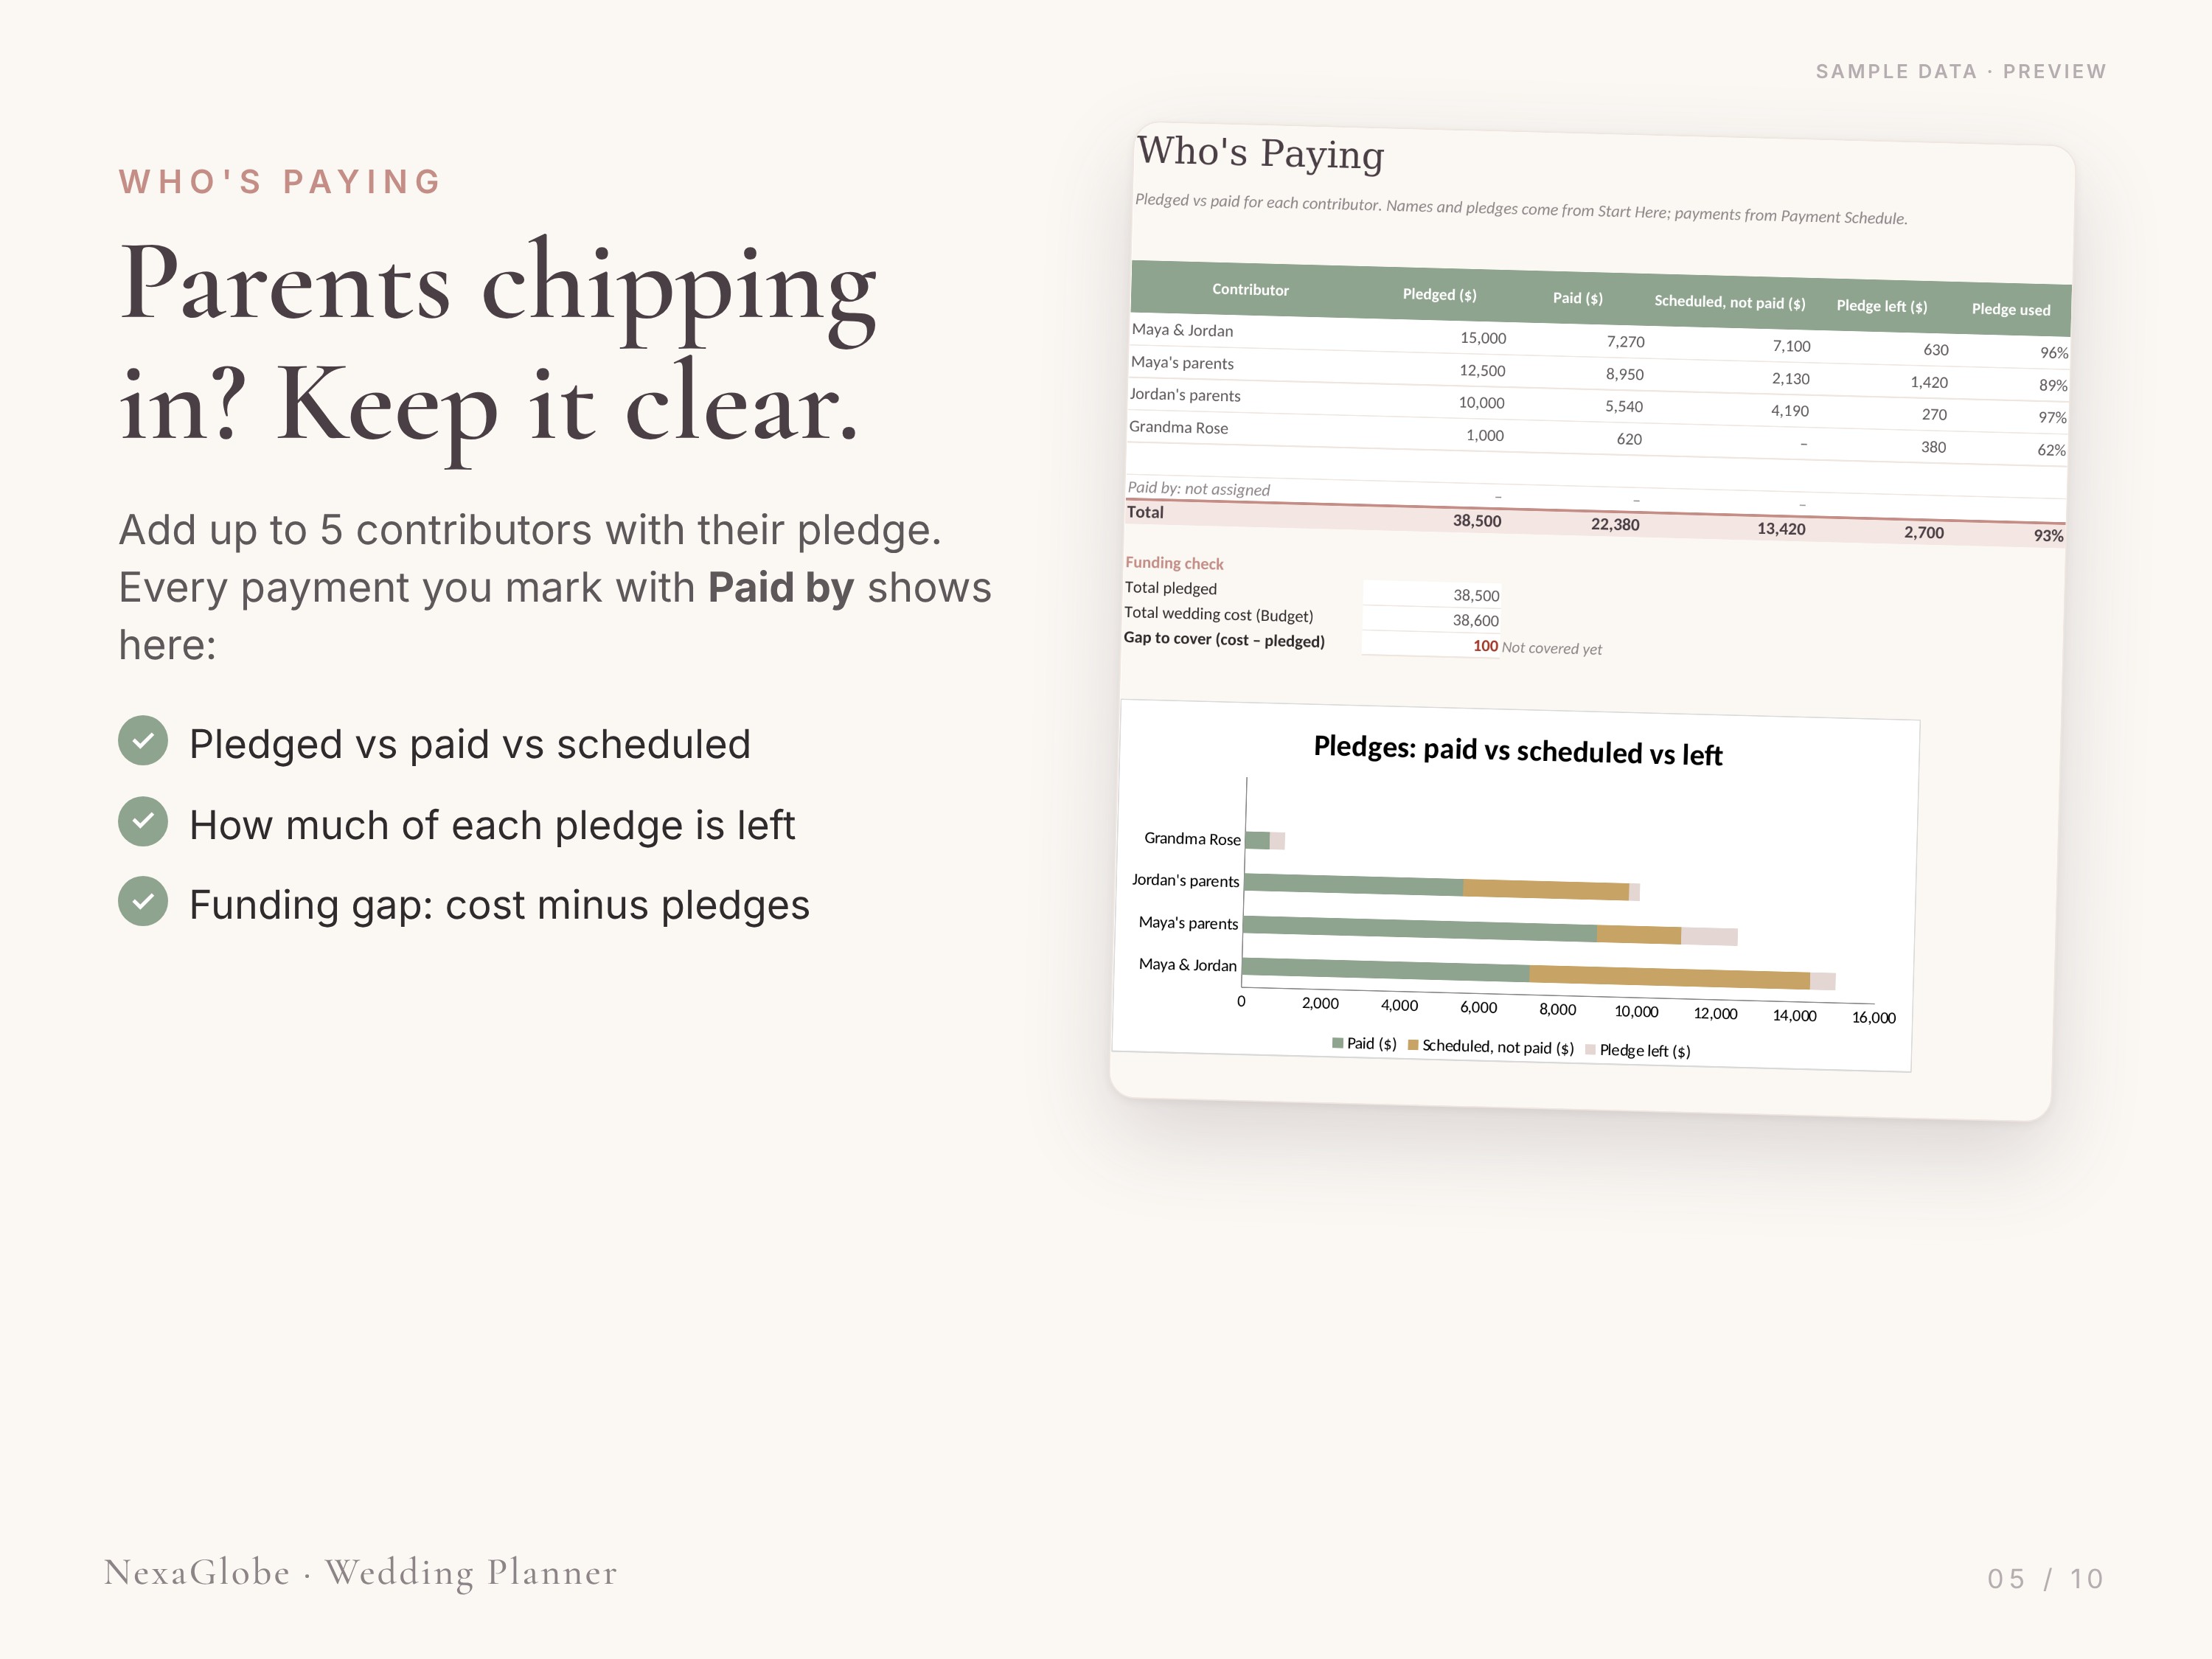 SAMPLE DATA · PREVIEW
WHO'S PAYING
Parents chipping
in? Keep it clear.
Add up to 5 contributors with their pledge.
Every payment you mark with Paid by shows
here:
Pledged vs paid vs scheduled
How much of each pledge is left
Funding gap: cost minus pledges
Who's Paying
Pledged vs paid for each contributor. Names and pledges come from Start Here; payments from Payment Schedule.
Contributor Pledged ($) Paid ($) Scheduled, not paid ($) Pledge left ($) Pledge used
Maya & Jordan 15,000 7,270 7,100 630 96%
Maya's parents 12,500 8,950 2,130 1,420 89%
Jordan's parents 10,000 5,540 4,190 270 97%
Grandma Rose 1,000 620 – 380 62%
Paid by: not assigned – – –
Total 38,500 22,380 13,420 2,700 93%
Funding check
Total pledged 38,500
Total wedding cost (Budget) 38,600
Gap to cover (cost – pledged) 100 Not covered yet
Pledges: paid vs scheduled vs left
Grandma Rose
Jordan's parents
Maya's parents
Maya & Jordan
0 2,000 4,000 6,000 8,000 10,000 12,000 14,000 16,000
Paid ($) Scheduled, not paid ($) Pledge left ($)
NexaGlobe · Wedding Planner
05 / 10